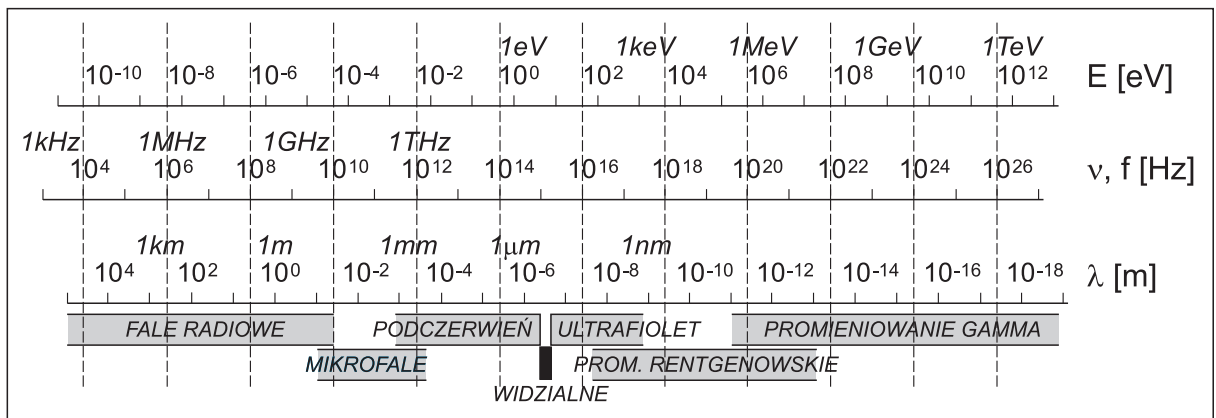 1eV 1keV 1MeV 1GeV 1TeV
10-10 10-8 10-6 10-4 10-2 100 102 104 106 108 1010 1012 E [eV]
1kHz 1MHz 1GHz 1THz
104 106 108 1010 1012 1014 1016 1018 1020 1022 1024 1026 ν, f [Hz]
1km 1m 1mm 1µm 1nm
104 102 100 10-2 10-4 10-6 10-8 10-10 10-12 10-14 10-16 10-18 λ [m]
FALE RADIOWE PODCZERWIEŃ ULTRAFIOLET PROMIENIOWANIE GAMMA
MIKROFALE PROM. RENTGENOWSKIE
WIDZIALNE